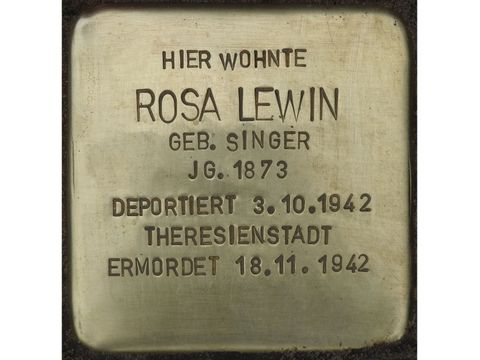 HIER WOHNTE
ROSA LEWIN
GEB. SINGER
JG. 1873
DEPORTIERT 3.10.1942
THERESIENSTADT
ERMORDET 18.11.1942